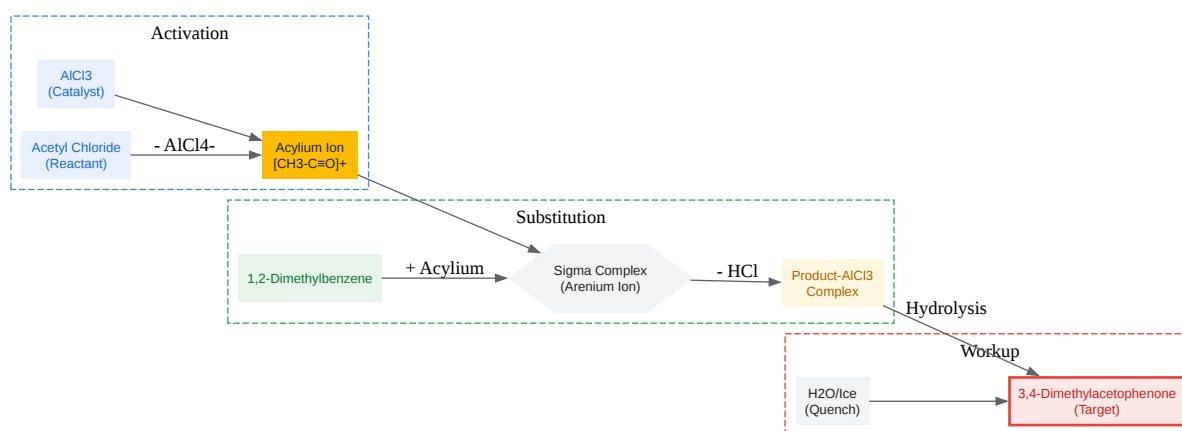 Activation
AlCl3
(Catalyst)
Acetyl Chloride
(Reactant)
- AlCl4-
Acylium Ion
[CH3-C≡O]+
Substitution
1,2-Dimethylbenzene
+ Acylium
Sigma Complex
(Arenium Ion)
- HCl
Product-AlCl3
Complex
Hydrolysis
Workup
H2O/Ice
(Quench)
3,4-Dimethylacetophenone
(Target)